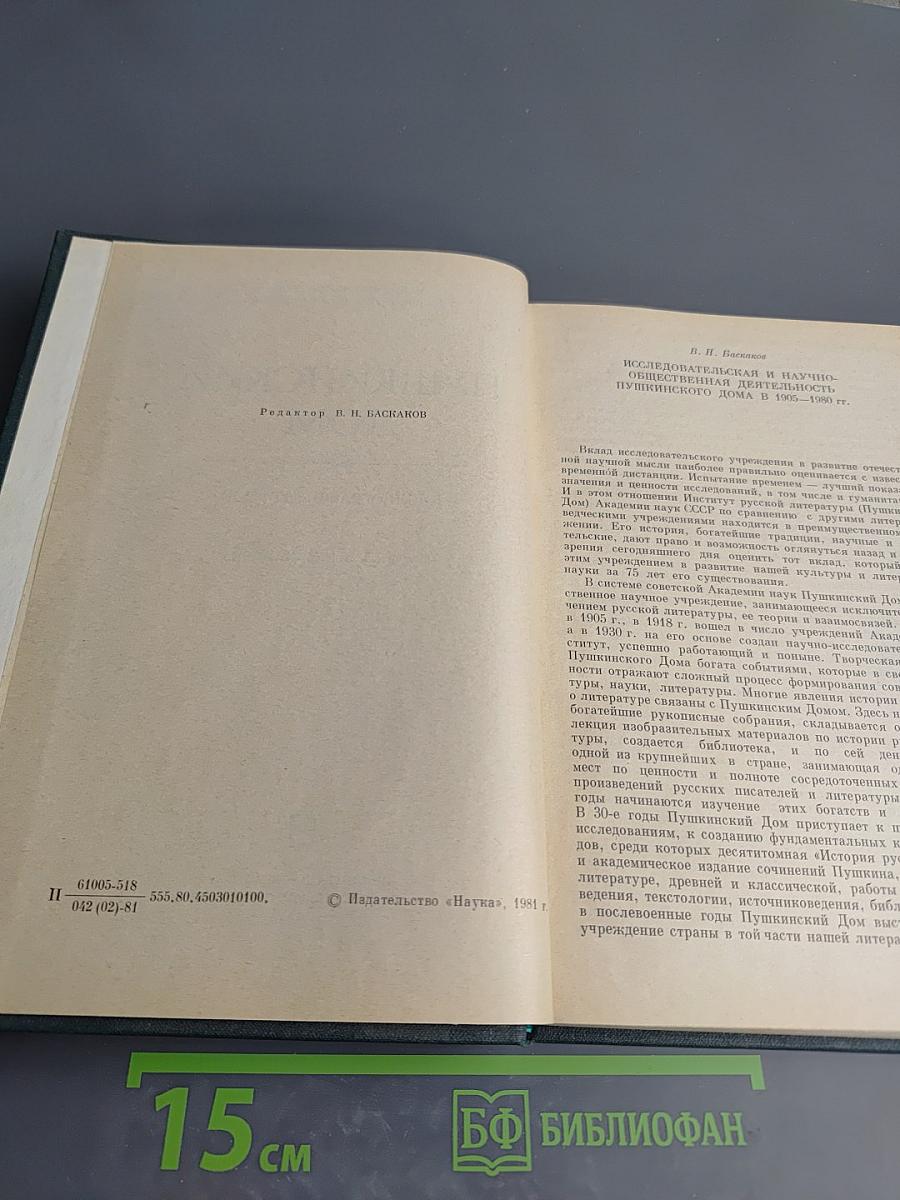 Редактор В. Н. БАСКАКОВ
П 61005-518
042 (02)-81 555.80.4503010100.
© Издательство «Наука», 1981 г.
В. Н. Баскаков
ИССЛЕДОВАТЕЛЬСКАЯ И НАУЧНО-
ОБЩЕСТВЕННАЯ ДЕЯТЕЛЬНОСТЬ
ПУШКИНСКОГО ДОМА В 1905—1980 гг.
Вклад исследовательского учреждения в развитие отечест
ной научной мысли наиболее правильно оценивается с извес
временно́й дистанции. Испытание временем — лучший показа
значения и ценности исследований, в том числе и гуманита
И в этом отношении Институт русской литературы (Пушки
Дом) Академии наук СССР по сравнению с другими литер
ведческими учреждениями находится в преимущественном
жении. Его история, богатейшие традиции, научные и
тельские, дают право и возможность оглянуться назад и
зрения сегодняшнего дня оценить тот вклад, который
этим учреждением в развитие нашей культуры и литер
науки за 75 лет его существования.
В системе советской Академии наук Пушкинский Дом
ственное научное учреждение, занимающееся исключите
чением русской литературы, ее теории и взаимосвязей.
в 1905 г., в 1918 г. вошел в число учреждений Акад
а в 1930 г. на его основе создан научно-исследовате
ститут, успешно работающий и поныне. Творческая
Пушкинского Дома богата событиями, которые в сво
ности отражают сложный процесс формирования сов
туры, науки, литературы. Многие явления истории
о литературе связаны с Пушкинским Домом. Здесь н
богатейшие рукописные собрания, складывается о
лекция изобразительных материалов по истории р
туры, создается библиотека, и по сей ден
одной из крупнейших в стране, занимающая од
мест по ценности и полноте сосредоточенных
произведений русских писателей и литературы
годы начинаются изучение этих богатств и
В 30-е годы Пушкинский Дом приступает к ш
исследованиям, к созданию фундаментальных к
дов, среди которых десятитомная «История рус
и академическое издание сочинений Пушкина,
литературе, древней и классической, работы
ведения, текстологии, источниковедения, библ
в послевоенные годы Пушкинский Дом выст
учреждение страны в той части нашей литера
15 см
БФ БИБЛИОФАН